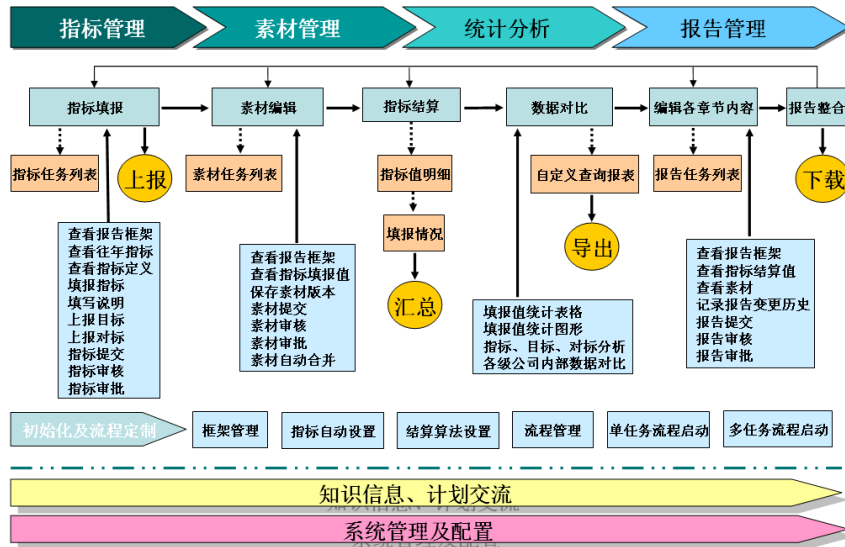 指标管理
素材管理
统计分析
报告管理
指标填报
素材编辑
指标结算
数据对比
编辑各章节内容
报告整合
指标任务列表
上报
素材任务列表
指标值明细
自定义查询报表
报告任务列表
下载
填报情况
导出
汇总
查看报告框架
查看往年指标
查看指标定义
填报指标
填写说明
上报目标
上报对标
指标提交
指标审核
指标审批
查看报告框架
查看指标填报值
保存素材版本
素材提交
素材审核
素材审批
素材自动合并
填报值统计表格
填报值统计图形
指标、目标、对标分析
各级公司内部数据对比
查看报告框架
查看指标结算值
查看素材
记录报告变更历史
报告提交
报告审核
报告审批
初始化及流程定制
框架管理
指标自动设置
结算算法设置
流程管理
单任务流程启动
多任务流程启动
知识信息、计划交流
系统管理及配置